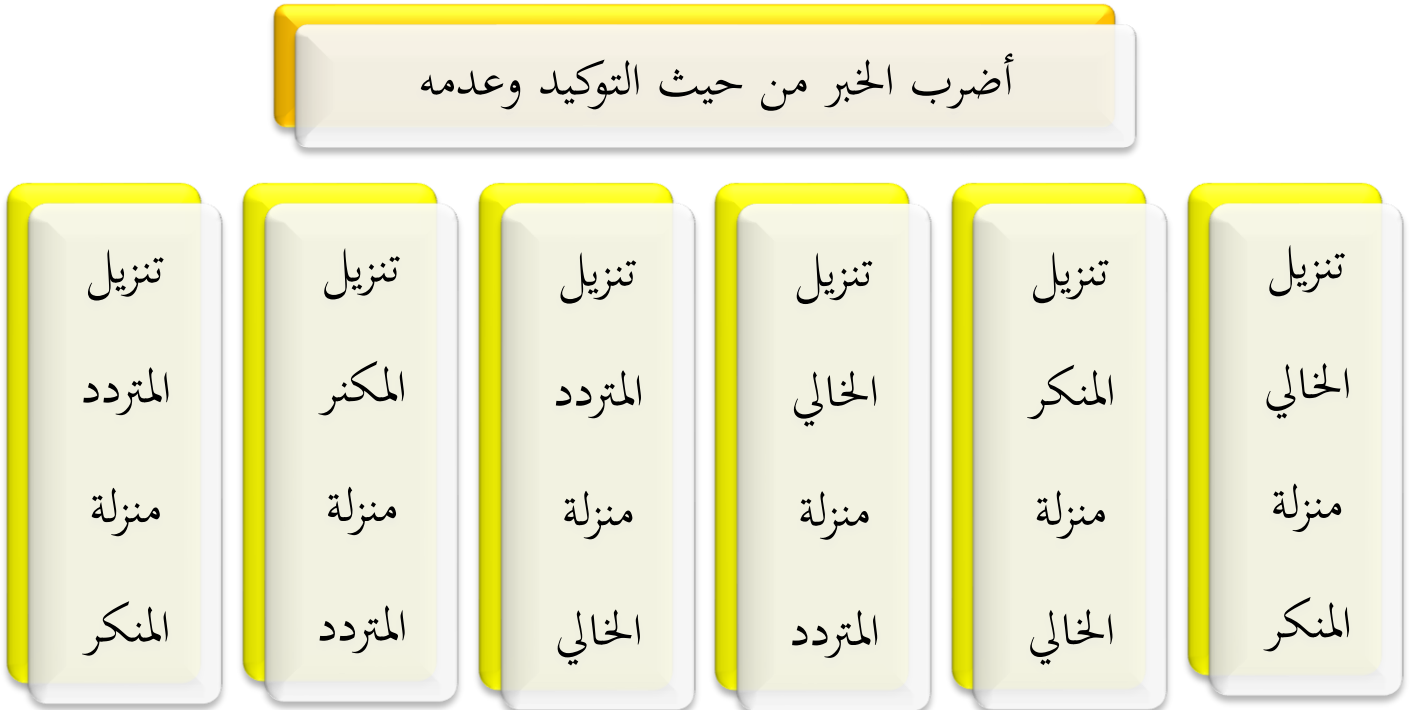 أضرب الخبر من حيث التوكيد وعدمه
تنزيل
الخالي
منزلة
المنكر
تنزيل
المنكر
منزلة
الخالي
تنزيل
الخالي
منزلة
المتردد
تنزيل
المتردد
منزلة
الخالي
تنزيل
المكنر
منزلة
المتردد
تنزيل
المتردد
منزلة
المنكر